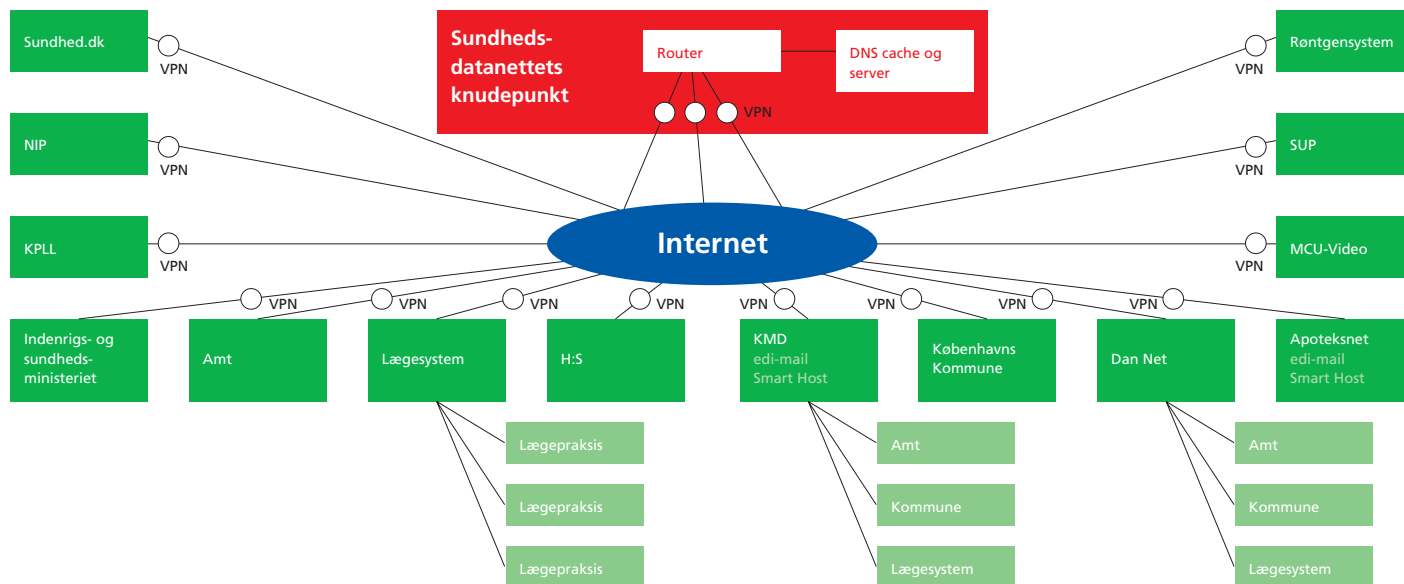 Sundhed.dk
VPN
Sundheds-
datanettets
knudepunkt
Router
DNS cache og
server
VPN
Røntgensystem
VPN
NIP
VPN
SUP
VPN
KPLL
VPN
Internet
MCU-Video
VPN
VPN
VPN
VPN
VPN
VPN
VPN
VPN
VPN
Indenrigs- og
sundheds-
ministeriet
Amt
Lægesystem
H:S
KMD
edi-mail
Smart Host
Københavns
Kommune
Dan Net
Apoteksnet
edi-mail
Smart Host
Lægepraksis
Lægepraksis
Lægepraksis
Amt
Kommune
Lægesystem
Amt
Kommune
Lægesystem